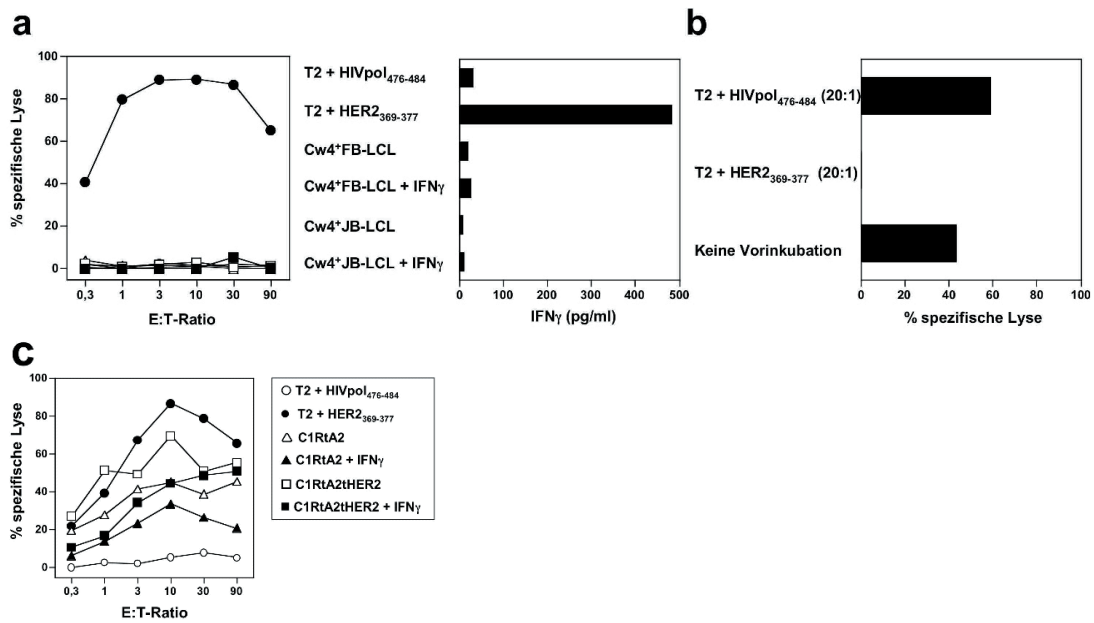 a
% spezifische Lyse
100
80
60
40
20
0
0,3 1 3 10 30 90
E:T-Ratio
T2 + HIVpol476-484
T2 + HER2369-377
Cw4+FB-LCL
Cw4+FB-LCL + IFNγ
Cw4+JB-LCL
Cw4+JB-LCL + IFNγ
0 100 200 300 400 500
IFNγ (pg/ml)
b
T2 + HIVpol476-484 (20:1)
T2 + HER2369-377 (20:1)
Keine Vorinkubation
0 20 40 60 80 100
% spezifische Lyse
c
% spezifische Lyse
100
80
60
40
20
0
0,3 1 3 10 30 90
E:T-Ratio
T2 + HIVpol476-484
T2 + HER2369-377
C1RtA2
C1RtA2 + IFNγ
C1RtA2tHER2
C1RtA2tHER2 + IFNγ